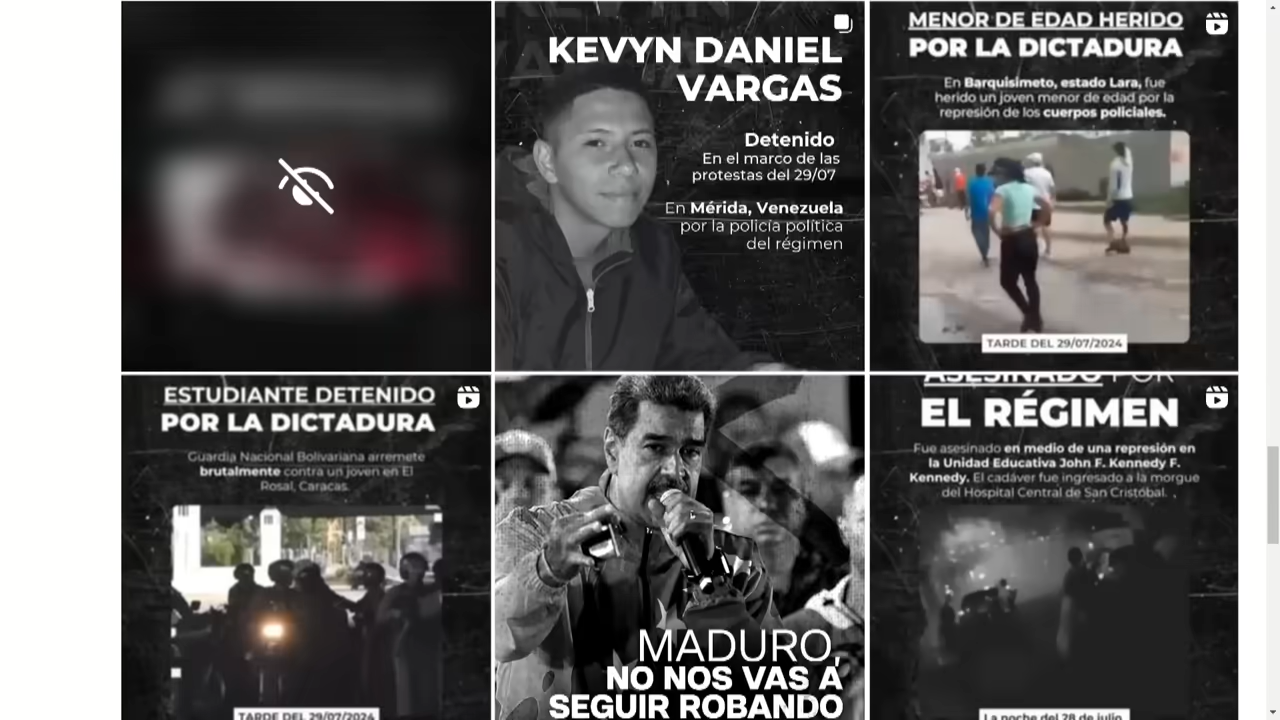 KEVYN DANIEL
VARGAS
Detenido
En el marco de las
protestas del 29/07
En Mérida, Venezuela
por la policía política
del régimen
MENOR DE EDAD HERIDO
POR LA DICTADURA
En Barquisimeto, estado Lara, fue
herido un joven menor de edad por la
represión de los cuerpos policiales.
TARDE DEL 29/07/2024
ESTUDIANTE DETENIDO
POR LA DICTADURA
Guardia Nacional Bolivariana arremete
brutalmente contra un joven en El
Rosal, Caracas.
TARDE DEL 29/07/2024
MADURO,
NO NOS VAS A
SEGUIR ROBANDO
ASESINADO POR
EL RÉGIMEN
Fue asesinado en medio de una represión en
la Unidad Educativa John F. Kennedy F.
Kennedy. El cadáver fue ingresado a la morgue
del Hospital Central de San Cristóbal.
La noche del 28 de julio